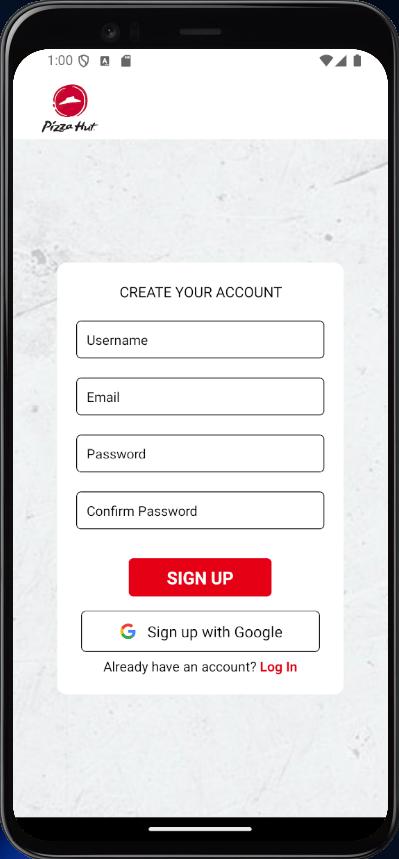 1:00
Pizza Hut
CREATE YOUR ACCOUNT
Username
Email
Password
Confirm Password
SIGN UP
G Sign up with Google
Already have an account? Log In